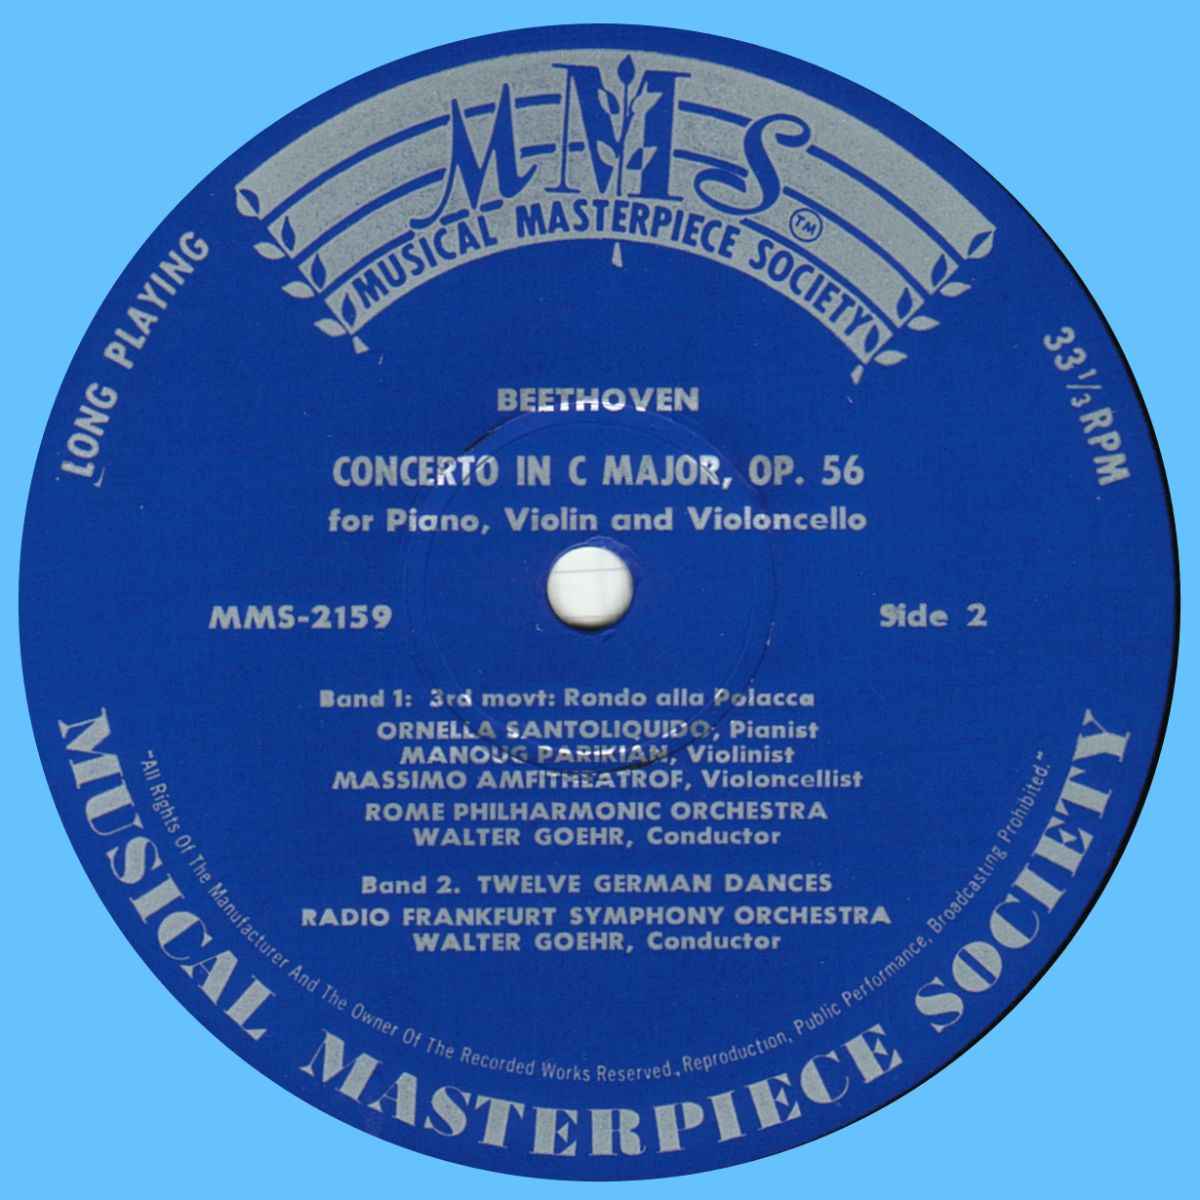 MMS
TM
MUSICAL MASTERPIECE SOCIETY
LONG PLAYING
33 1/3 RPM
BEETHOVEN
CONCERTO IN C MAJOR, OP. 56
for Piano, Violin and Violoncello
MMS-2159
Side 2
Band 1: 3rd movt: Rondo alla Polacca
ORNELLA SANTOLIQUIDO, Pianist
MANOUG PARIKIAN, Violinist
MASSIMO AMFITHEATROF, Violoncellist
ROME PHILHARMONIC ORCHESTRA
WALTER GOEHR, Conductor
Band 2. TWELVE GERMAN DANCES
RADIO FRANKFURT SYMPHONY ORCHESTRA
WALTER GOEHR, Conductor
"All Rights Of The Manufacturer And The Owner Of The Recorded Works Reserved., Reproduction, Public Performance, Broadcasting Prohibited."
MUSICAL MASTERPIECE SOCIETY